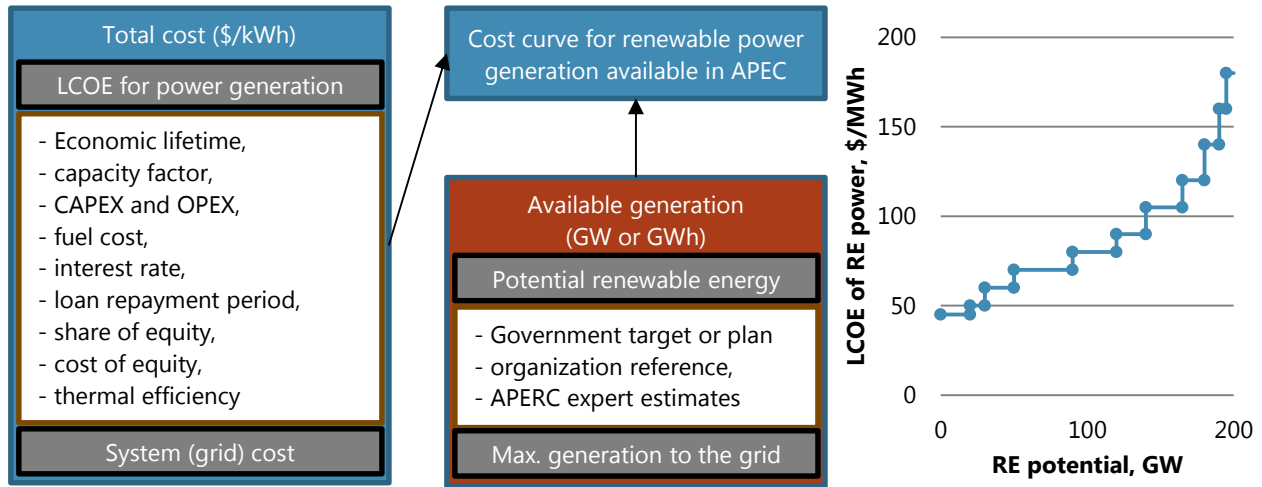 Total cost ($/kWh)
LCOE for power generation
- Economic lifetime,
- capacity factor,
- CAPEX and OPEX,
- fuel cost,
- interest rate,
- loan repayment period,
- share of equity,
- cost of equity,
- thermal efficiency
System (grid) cost
Cost curve for renewable power
generation available in APEC
Available generation
(GW or GWh)
Potential renewable energy
- Government target or plan
- organization reference,
- APERC expert estimates
Max. generation to the grid
LCOE of RE power, $/MWh
200
150
100
50
0
0
100
200
RE potential, GW